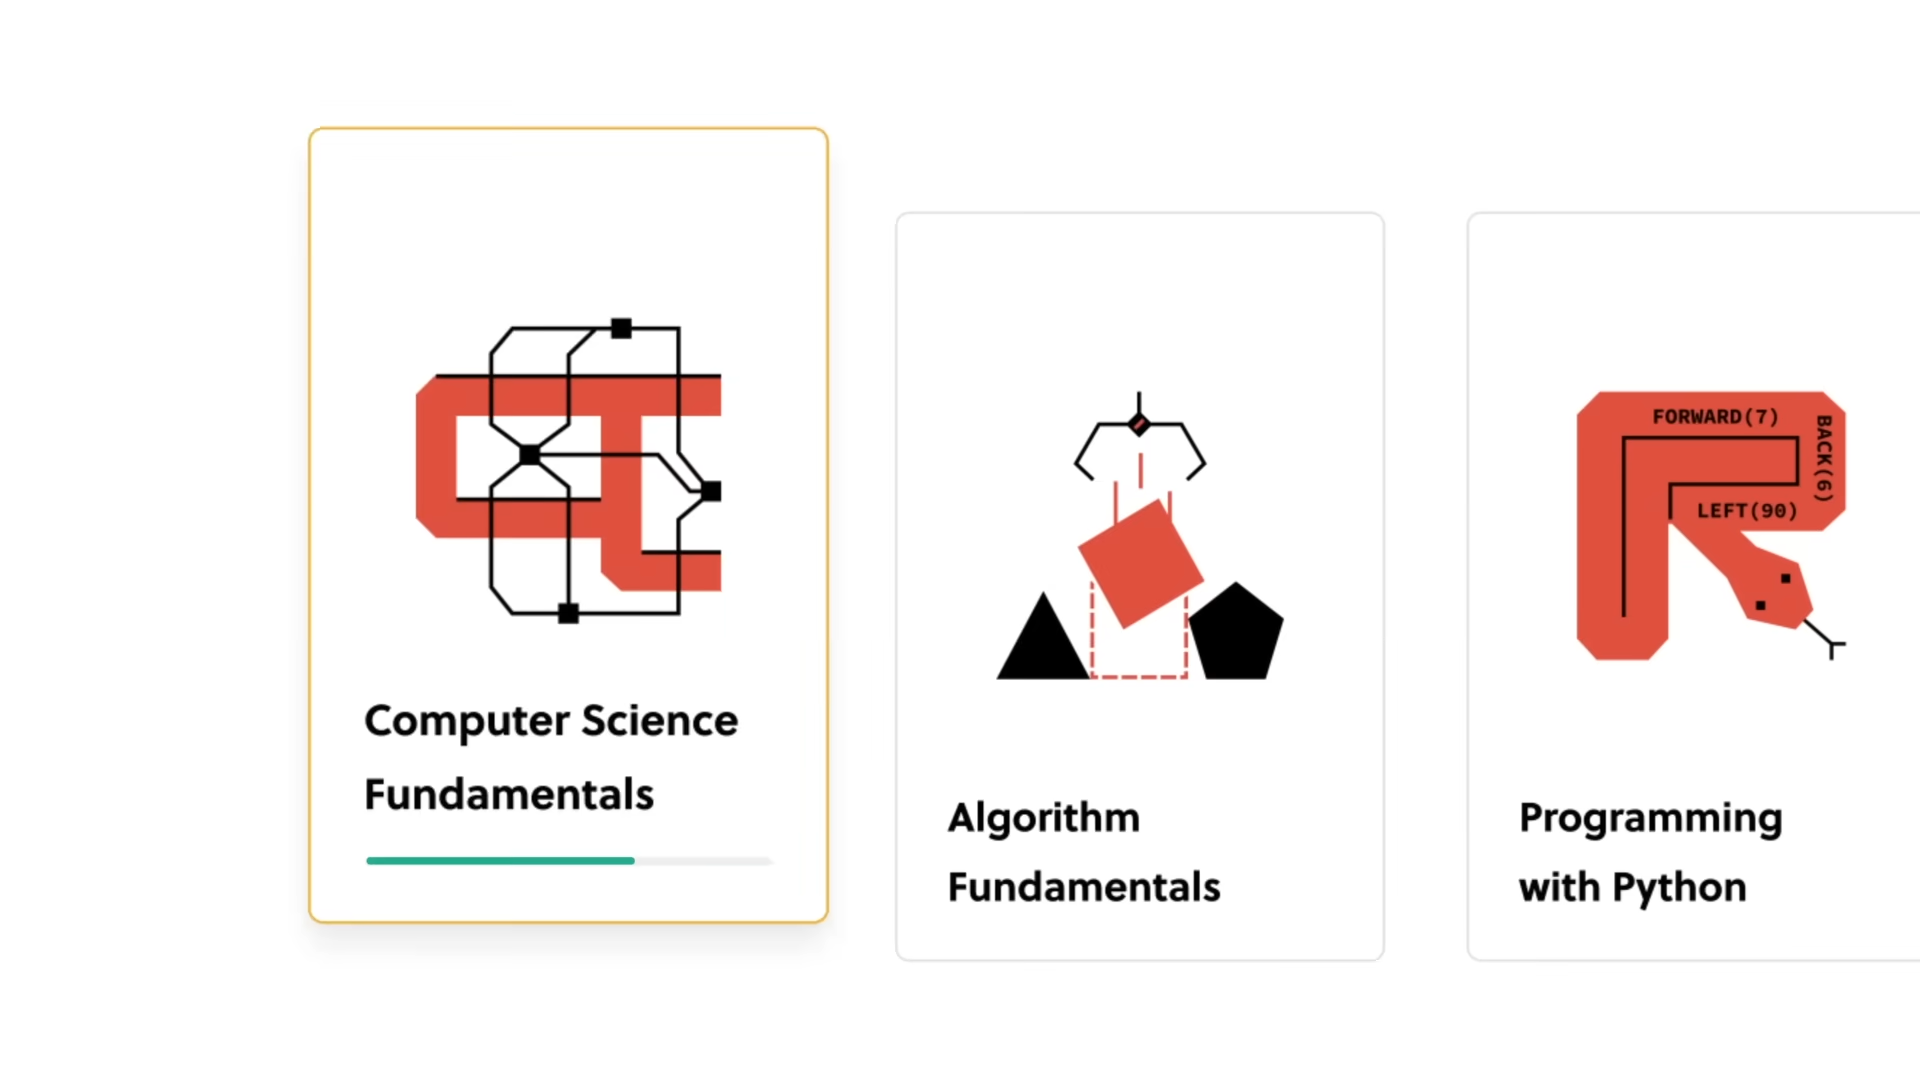 Computer Science
Fundamentals
Algorithm
Fundamentals
FORWARD(7)
BACK(6)
LEFT(90)
Programming
with Python